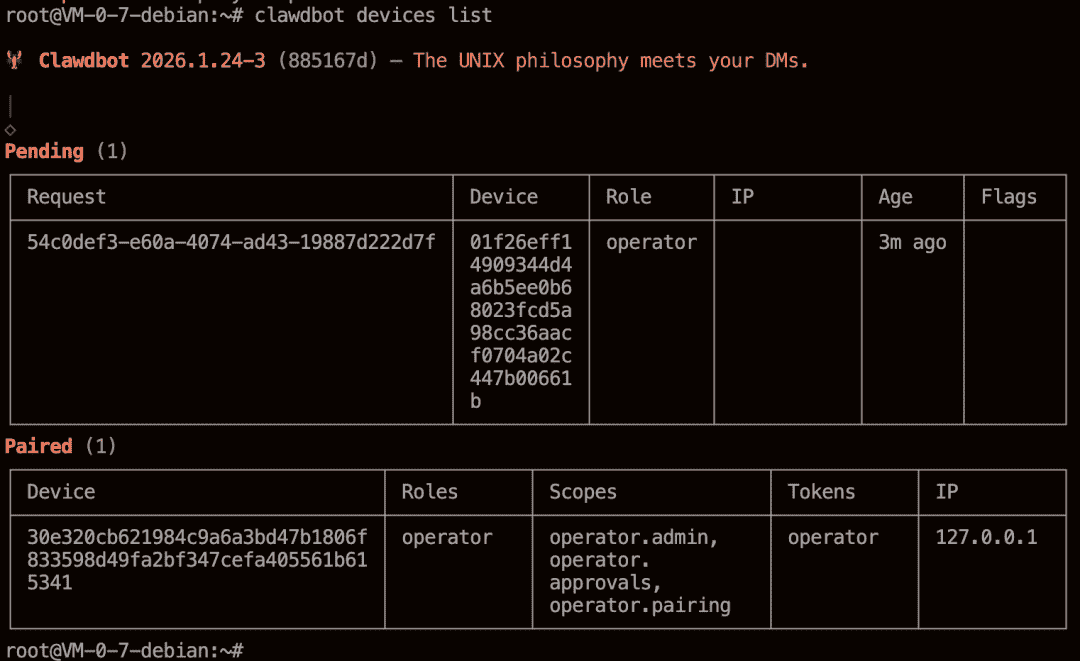 root@VM-0-7-debian:~# clawdbot devices list
Clawdbot 2026.1.24-3 (885167d) — The UNIX philosophy meets your DMs.
Pending (1)
Request Device Role IP Age Flags
54c0def3-e60a-4074-ad43-19887d222d7f 01f26eff1 operator 3m ago
4909344d4
a6b5ee0b6
8023fcd5a
98cc36aac
f0704a02c
447b00661
b
Paired (1)
Device Roles Scopes Tokens IP
30e320cb621984c9a6a3bd47b1806f operator operator.admin, operator 127.0.0.1
833598d49fa2bf347cefa405561b61 operator.
5341 approvals,
operator.pairing
root@VM-0-7-debian:~#